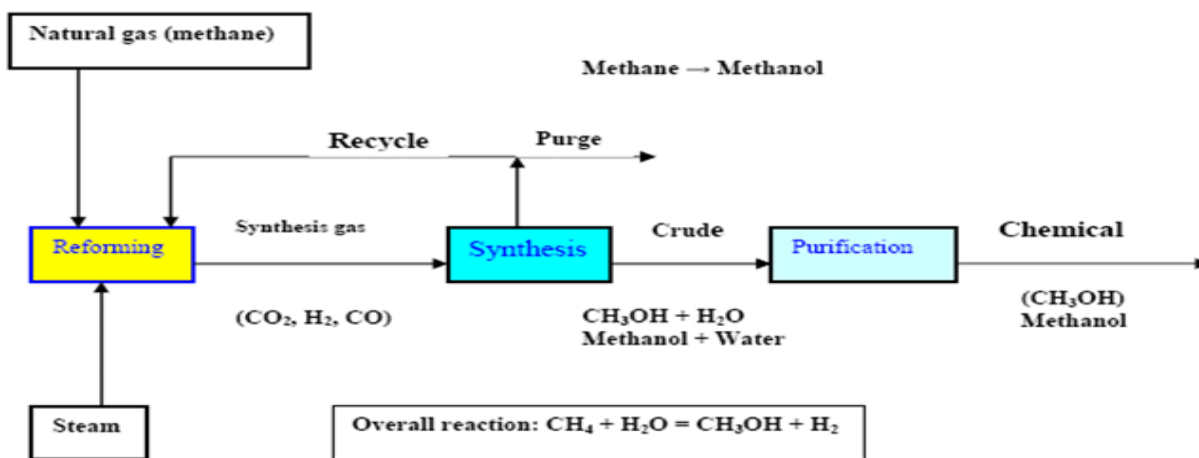 Natural gas (methane)
Methane → Methanol
Recycle
Purge
Reforming
Synthesis gas
Synthesis
Crude
Purification
Chemical
(CO₂, H₂, CO)
CH₃OH + H₂O
Methanol + Water
(CH₃OH)
Methanol
Steam
Overall reaction: CH₄ + H₂O = CH₃OH + H₂